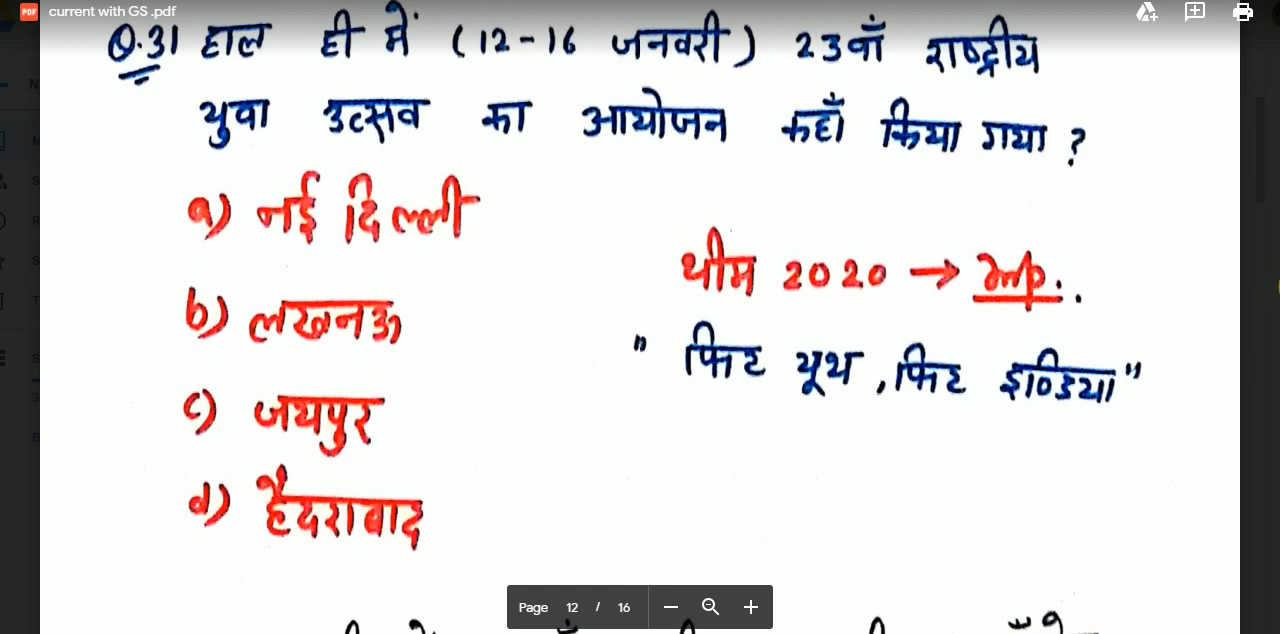 current with GS .pdf
Q.31 हाल ही में (12-16 जनवरी) 23वाँ राष्ट्रीय
युवा उत्सव का आयोजन कहाँ किया गया ?
a) नई दिल्ली
b) लखनऊ
c) जयपुर
d) हैदराबाद
थीम 2020 → Imp..
" फिट यूथ , फिट इण्डिया"
Page 12 / 16